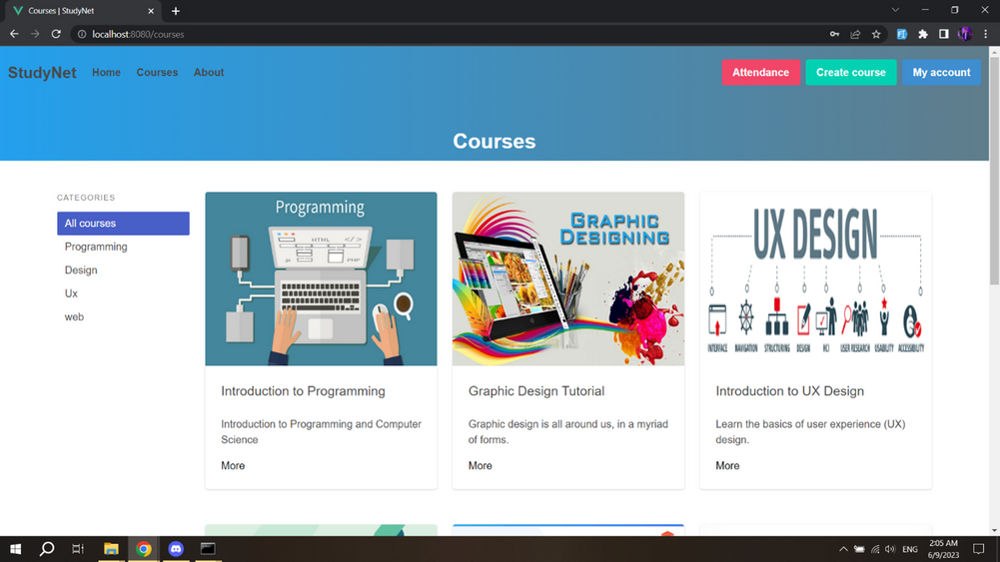 Courses | StudyNet
localhost:8080/courses
StudyNet
Home
Courses
About
Attendance
Create course
My account
Courses
CATEGORIES
All courses
Programming
Design
Ux
web
Programming
HTML
</>
PHP
Introduction to Programming
Introduction to Programming and Computer
Science
More
GRAPHIC
DESIGNING
Graphic Design Tutorial
Graphic design is all around us, in a myriad
of forms.
More
UX DESIGN
INTERFACE
NAVIGATION
STRUCTURING
DESIGN
HCI
USER RESEARCH
USABILITY
ACCESSIBILITY
Introduction to UX Design
Learn the basics of user experience (UX)
design.
More
ENG
2:05 AM
6/9/2023